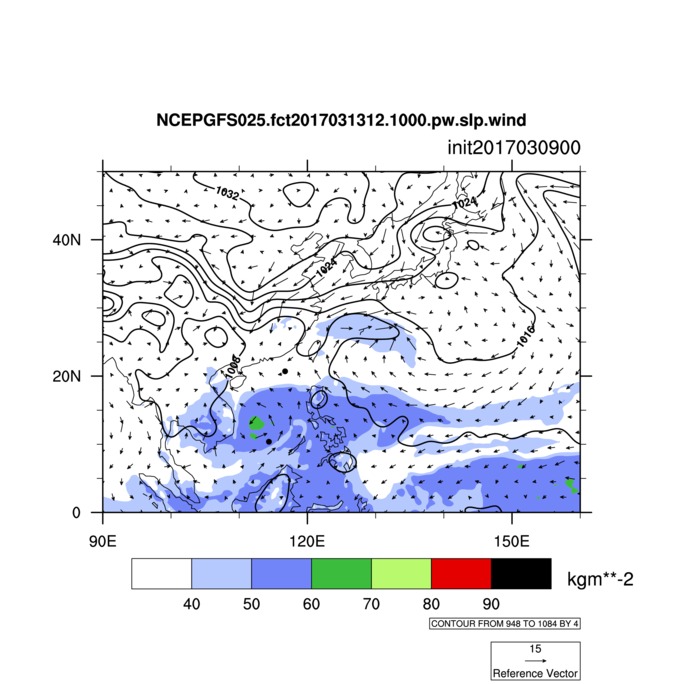 NCEPGFS025.fct2017031312.1000.pw.slp.wind
init2017030900
1032
1024
40N
1024
1016
1008
20N
0
90E 120E 150E
kgm**-2
40 50 60 70 80 90
CONTOUR FROM 948 TO 1084 BY 4
15
Reference Vector